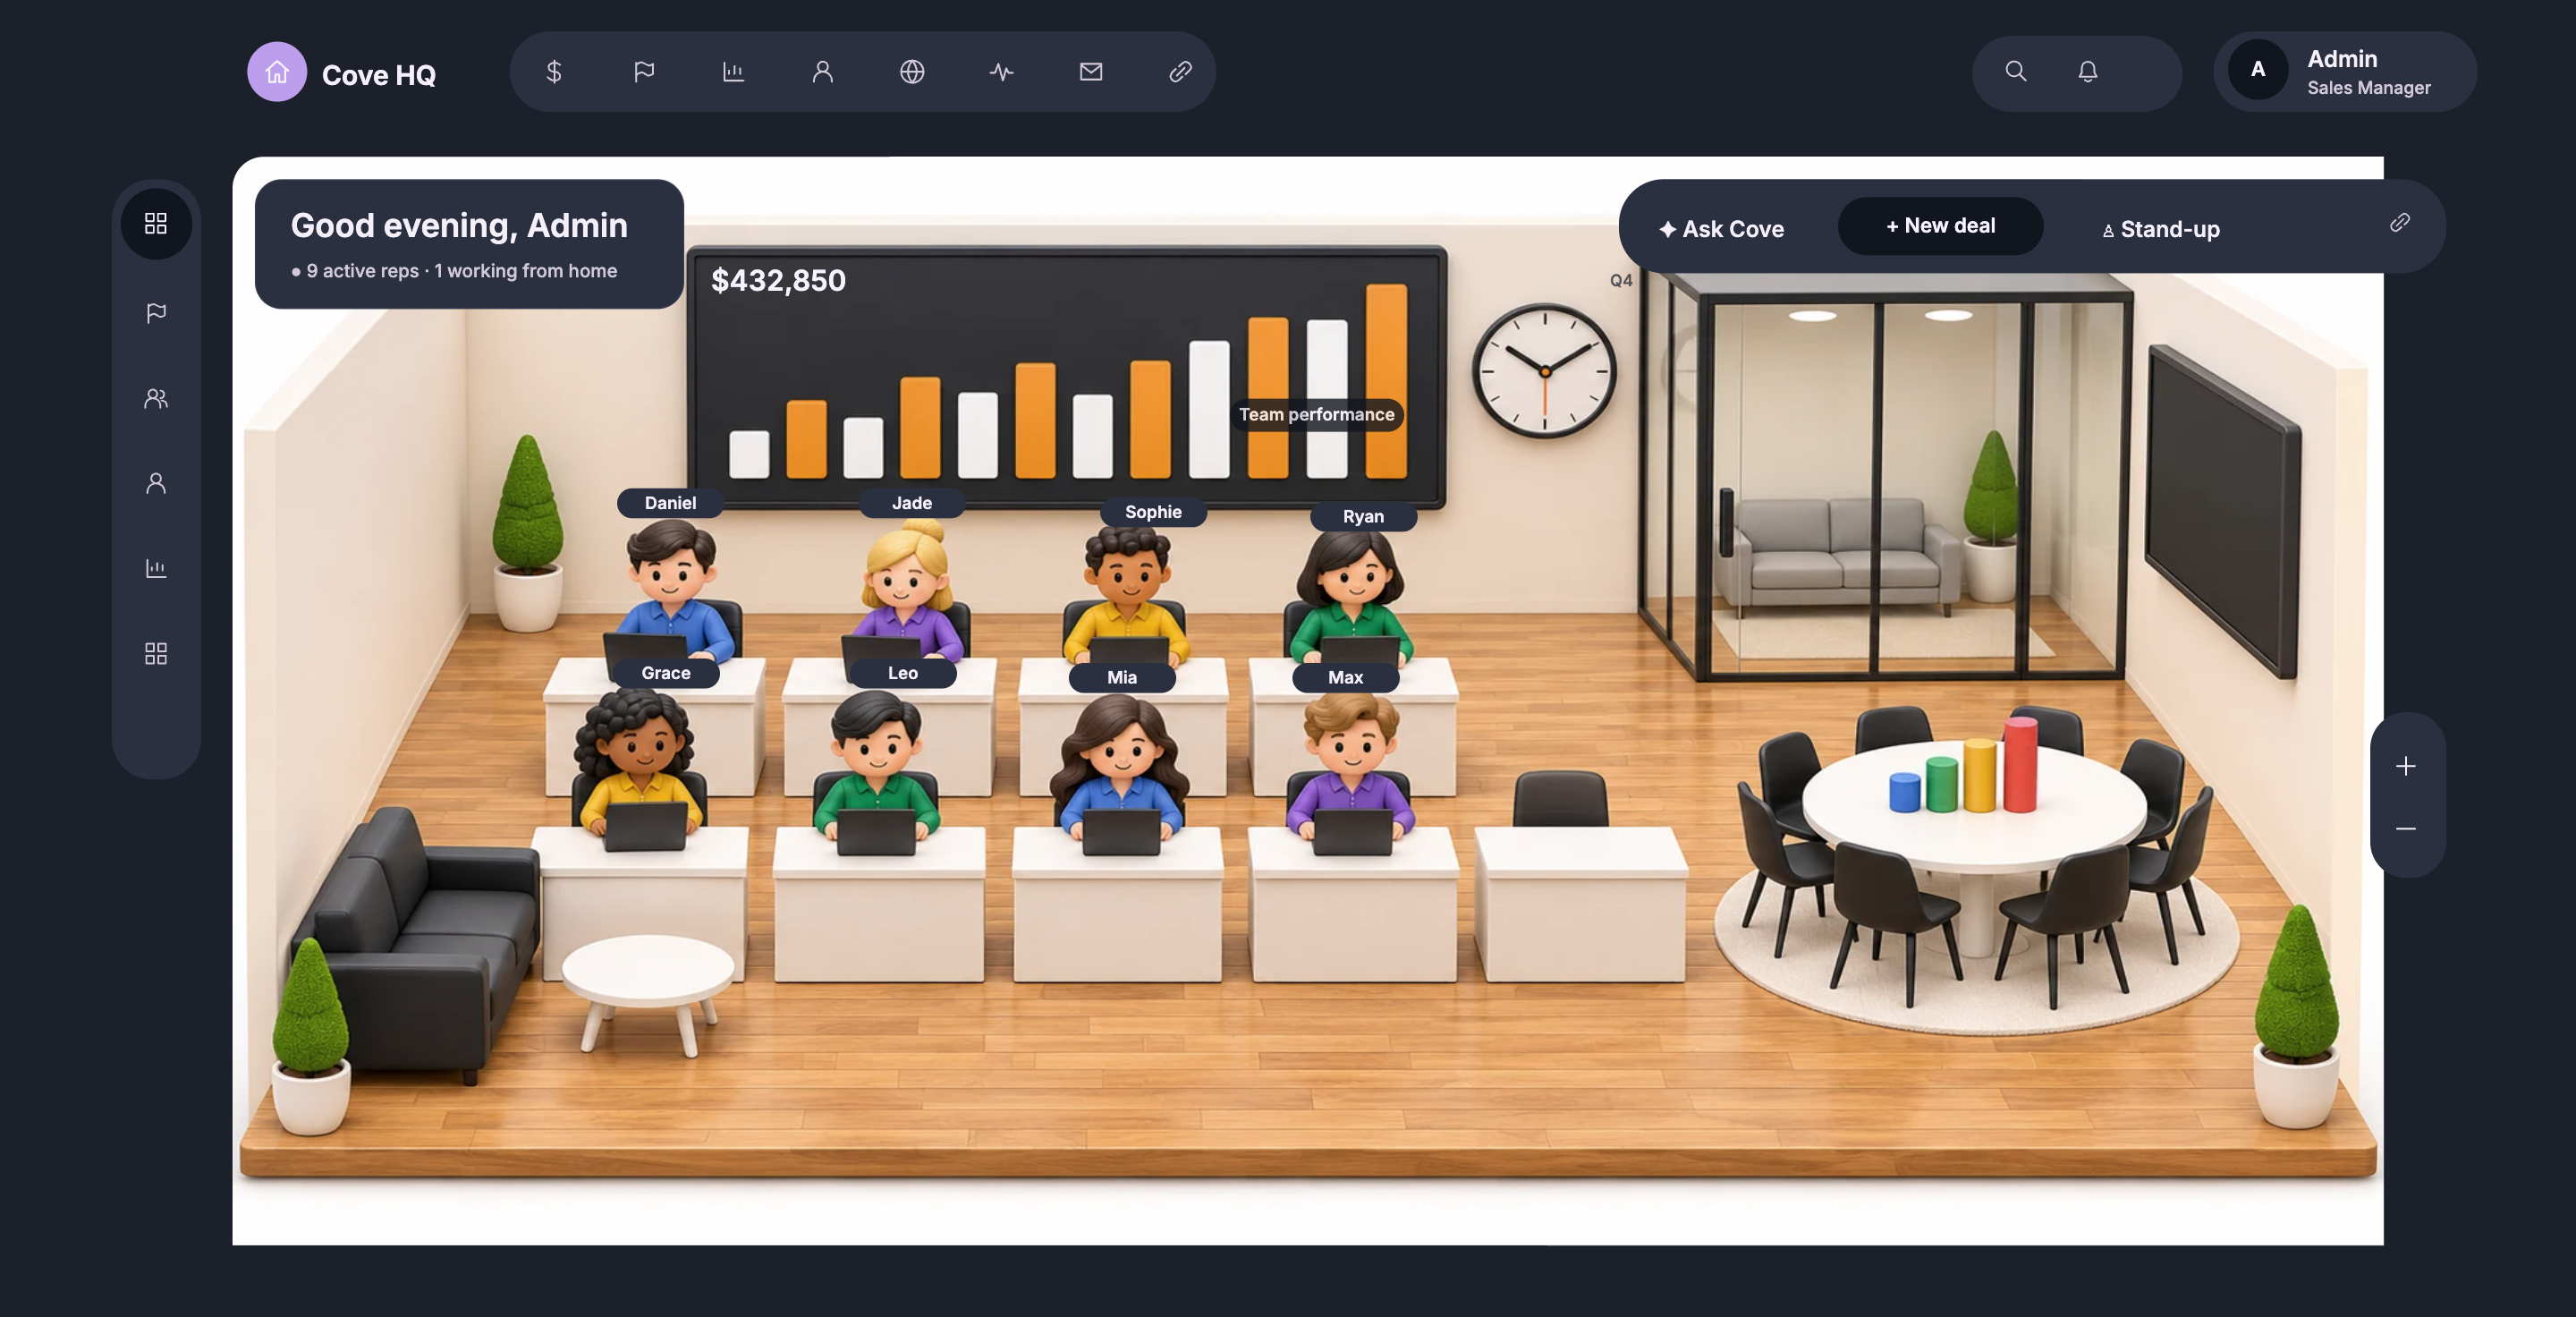 Cove HQ
$
A
Admin
Sales Manager
Good evening, Admin
● 9 active reps · 1 working from home
✦ Ask Cove
+ New deal
♙ Stand-up
$432,850
Q4
Team performance
Daniel
Jade
Sophie
Ryan
Grace
Leo
Mia
Max